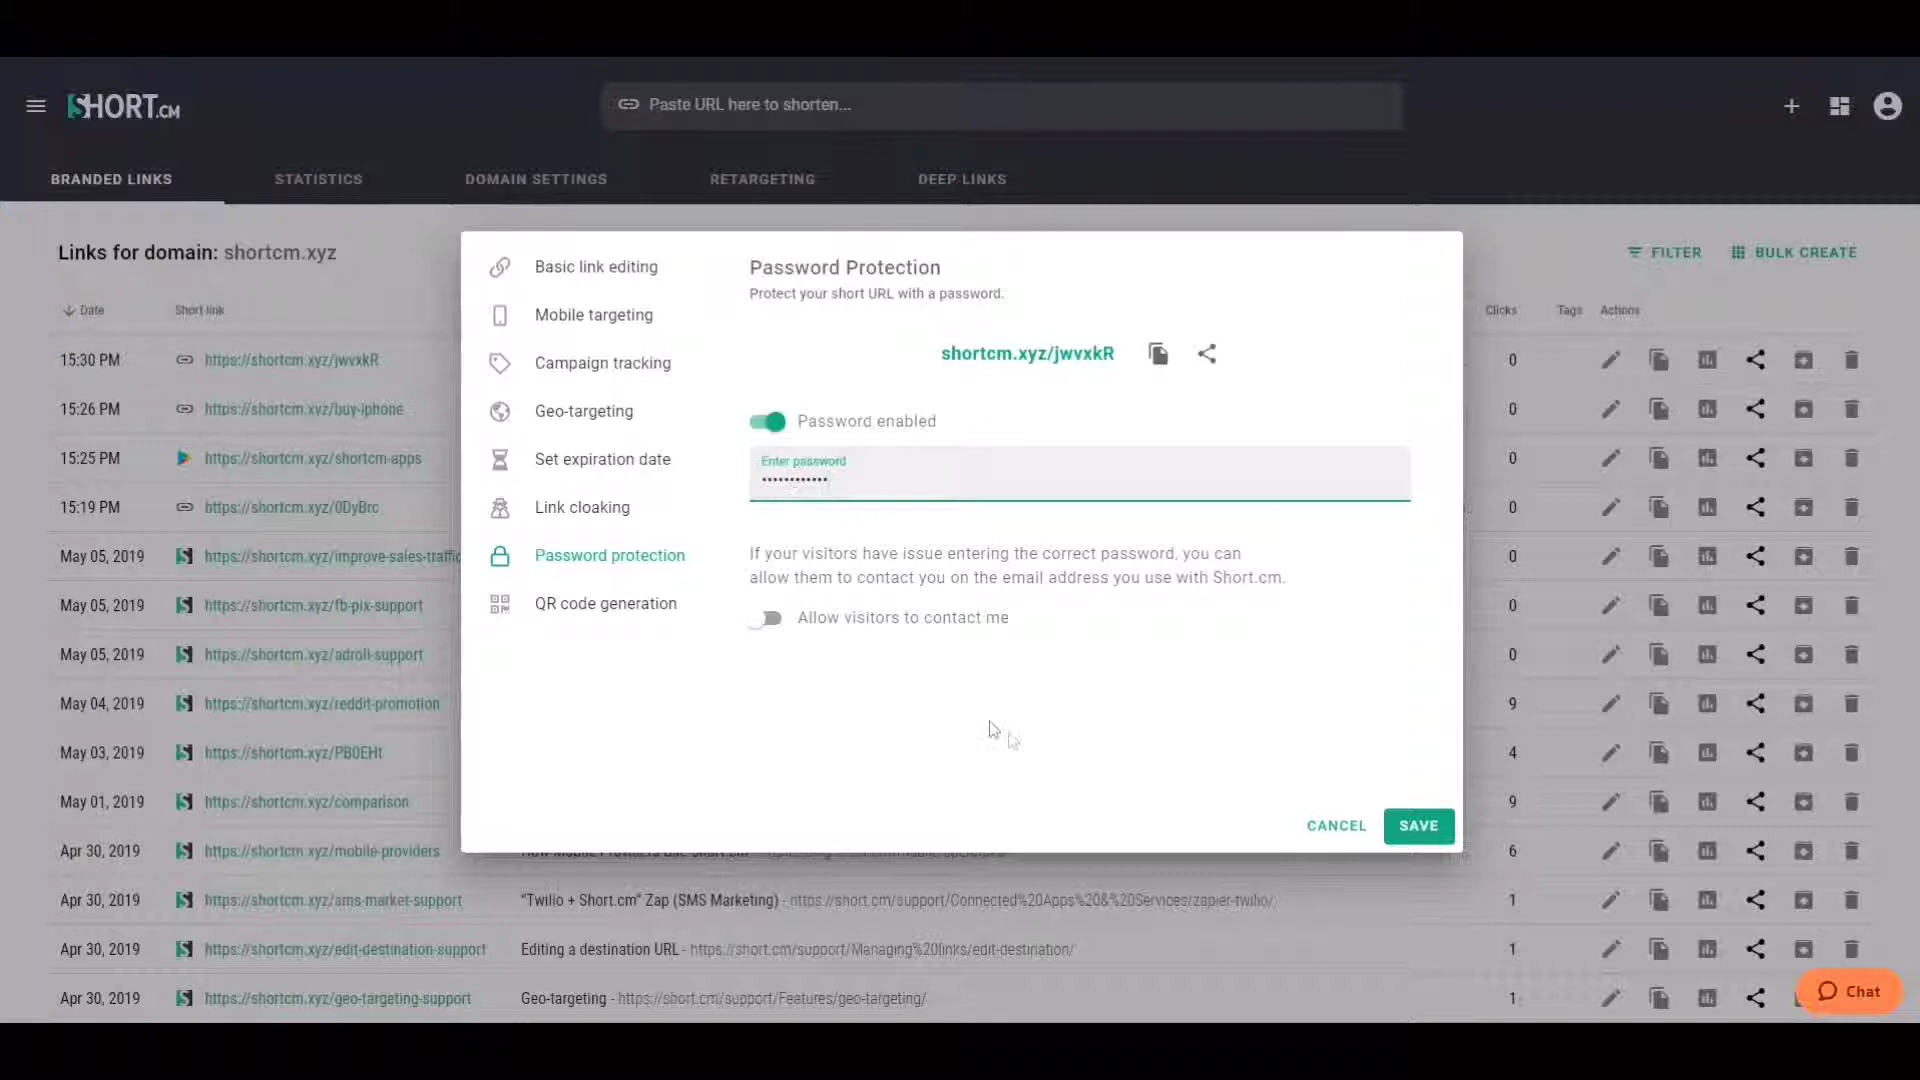 SHORT.CM
Paste URL here to shorten...
BRANDED LINKS
STATISTICS
DOMAIN SETTINGS
RETARGETING
DEEP LINKS
Links for domain: shortcm.xyz
FILTER
BULK CREATE
Date
Short link
Clicks
Tags
Actions
15:30 PM https://shortcm.xyz/jwvxkR 0
15:26 PM https://shortcm.xyz/buy-iphone 0
15:25 PM https://shortcm.xyz/shortcm-apps 0
15:19 PM https://shortcm.xyz/0DyBrc 0
May 05, 2019 https://shortcm.xyz/improve-sales-traffic 0
May 05, 2019 https://shortcm.xyz/fb-pix-support 0
May 05, 2019 https://shortcm.xyz/adroll-support 0
May 04, 2019 https://shortcm.xyz/reddit-promotion 9
May 03, 2019 https://shortcm.xyz/PB0EHt 4
May 01, 2019 https://shortcm.xyz/comparison 9
Apr 30, 2019 https://shortcm.xyz/mobile-providers 6
Apr 30, 2019 https://shortcm.xyz/sms-market-support "Twilio + Short.cm" Zap (SMS Marketing) - https://short.cm/support/Connected%20Apps%20&%20Services/zapier-twilio/ 1
Apr 30, 2019 https://shortcm.xyz/edit-destination-support Editing a destination URL - https://short.cm/support/Managing%20links/edit-destination/ 1
Apr 30, 2019 https://shortcm.xyz/geo-targeting-support Geo-targeting - https://short.cm/support/Features/geo-targeting/ 1
Basic link editing
Mobile targeting
Campaign tracking
Geo-targeting
Set expiration date
Link cloaking
Password protection
QR code generation
Password Protection
Protect your short URL with a password.
shortcm.xyz/jwvxkR
Password enabled
Enter password
••••••••••••
If your visitors have issue entering the correct password, you can
allow them to contact you on the email address you use with Short.cm.
Allow visitors to contact me
CANCEL
SAVE
Chat